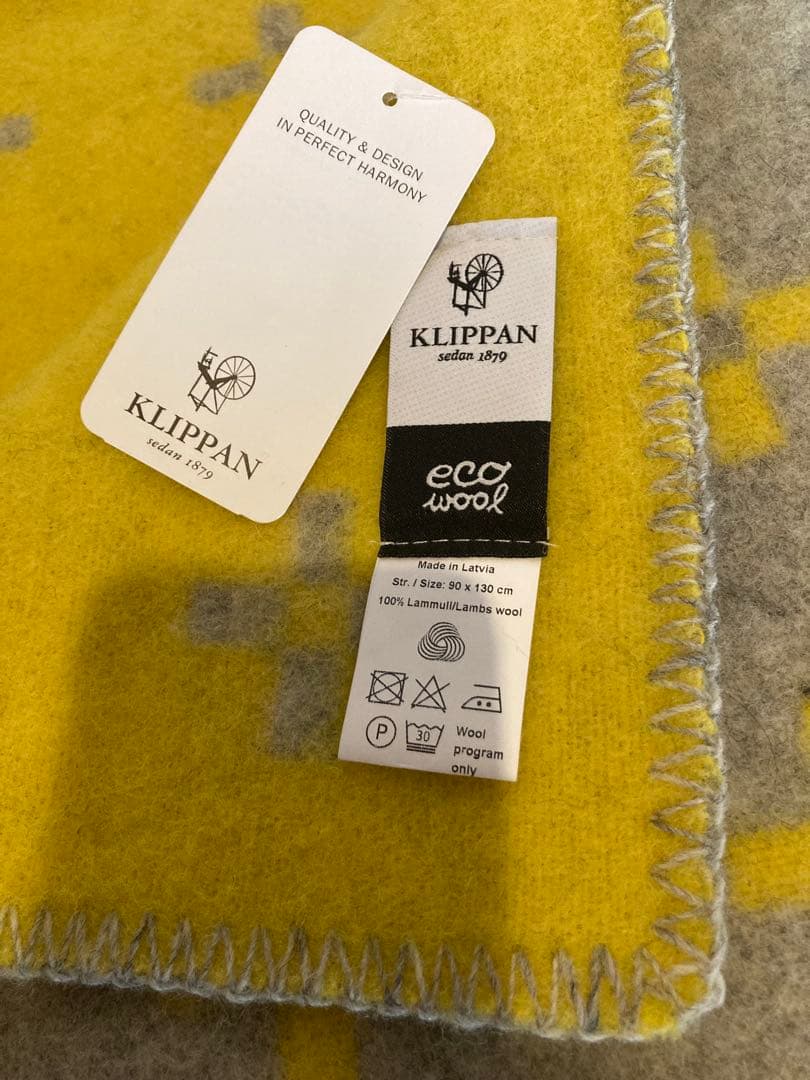 QUALITY & DESIGN
IN PERFECT HARMONY
KLIPPAN
sedan 1879
KLIPPAN
sedan 1879
eco
wool
Made in Latvia
Str. / Size: 90 x 130 cm
100% Lammull/Lambs wool
P
30
Wool
program
only